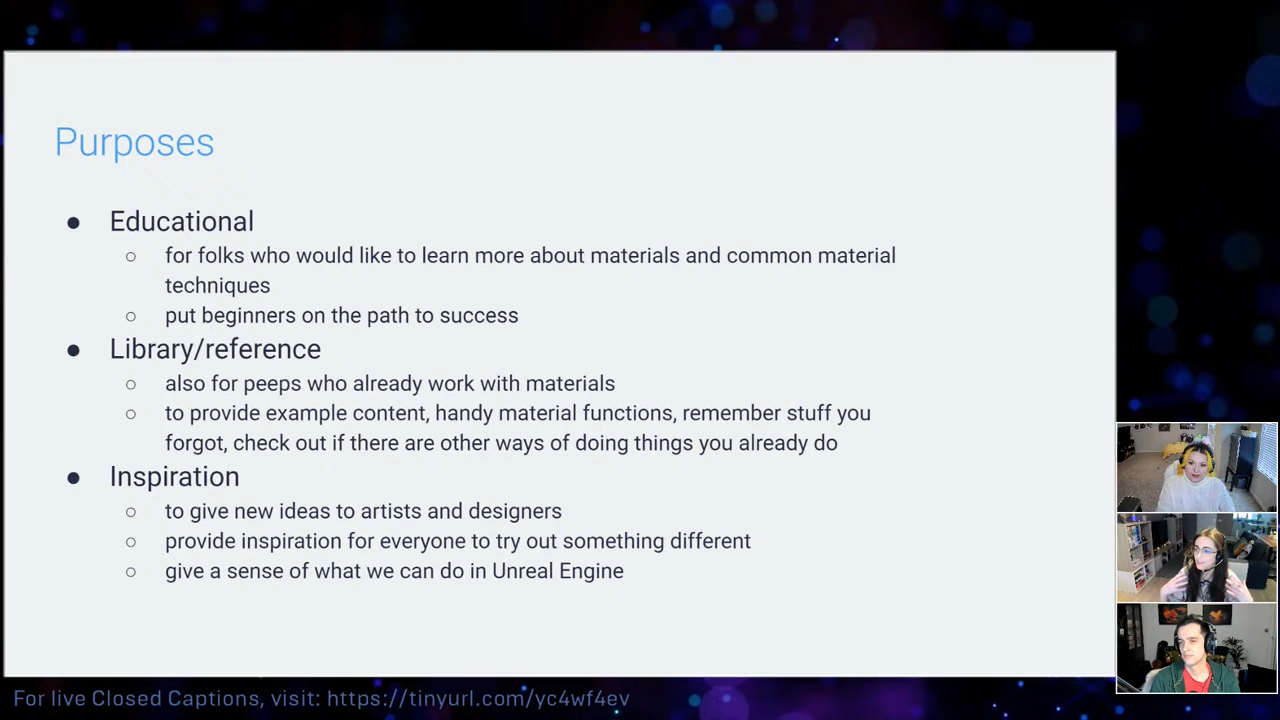 Purposes
● Educational
○ for folks who would like to learn more about materials and common material
techniques
○ put beginners on the path to success
● Library/reference
○ also for peeps who already work with materials
○ to provide example content, handy material functions, remember stuff you
forgot, check out if there are other ways of doing things you already do
● Inspiration
○ to give new ideas to artists and designers
○ provide inspiration for everyone to try out something different
○ give a sense of what we can do in Unreal Engine
For live Closed Captions, visit: https://tinyurl.com/yc4wf4ev